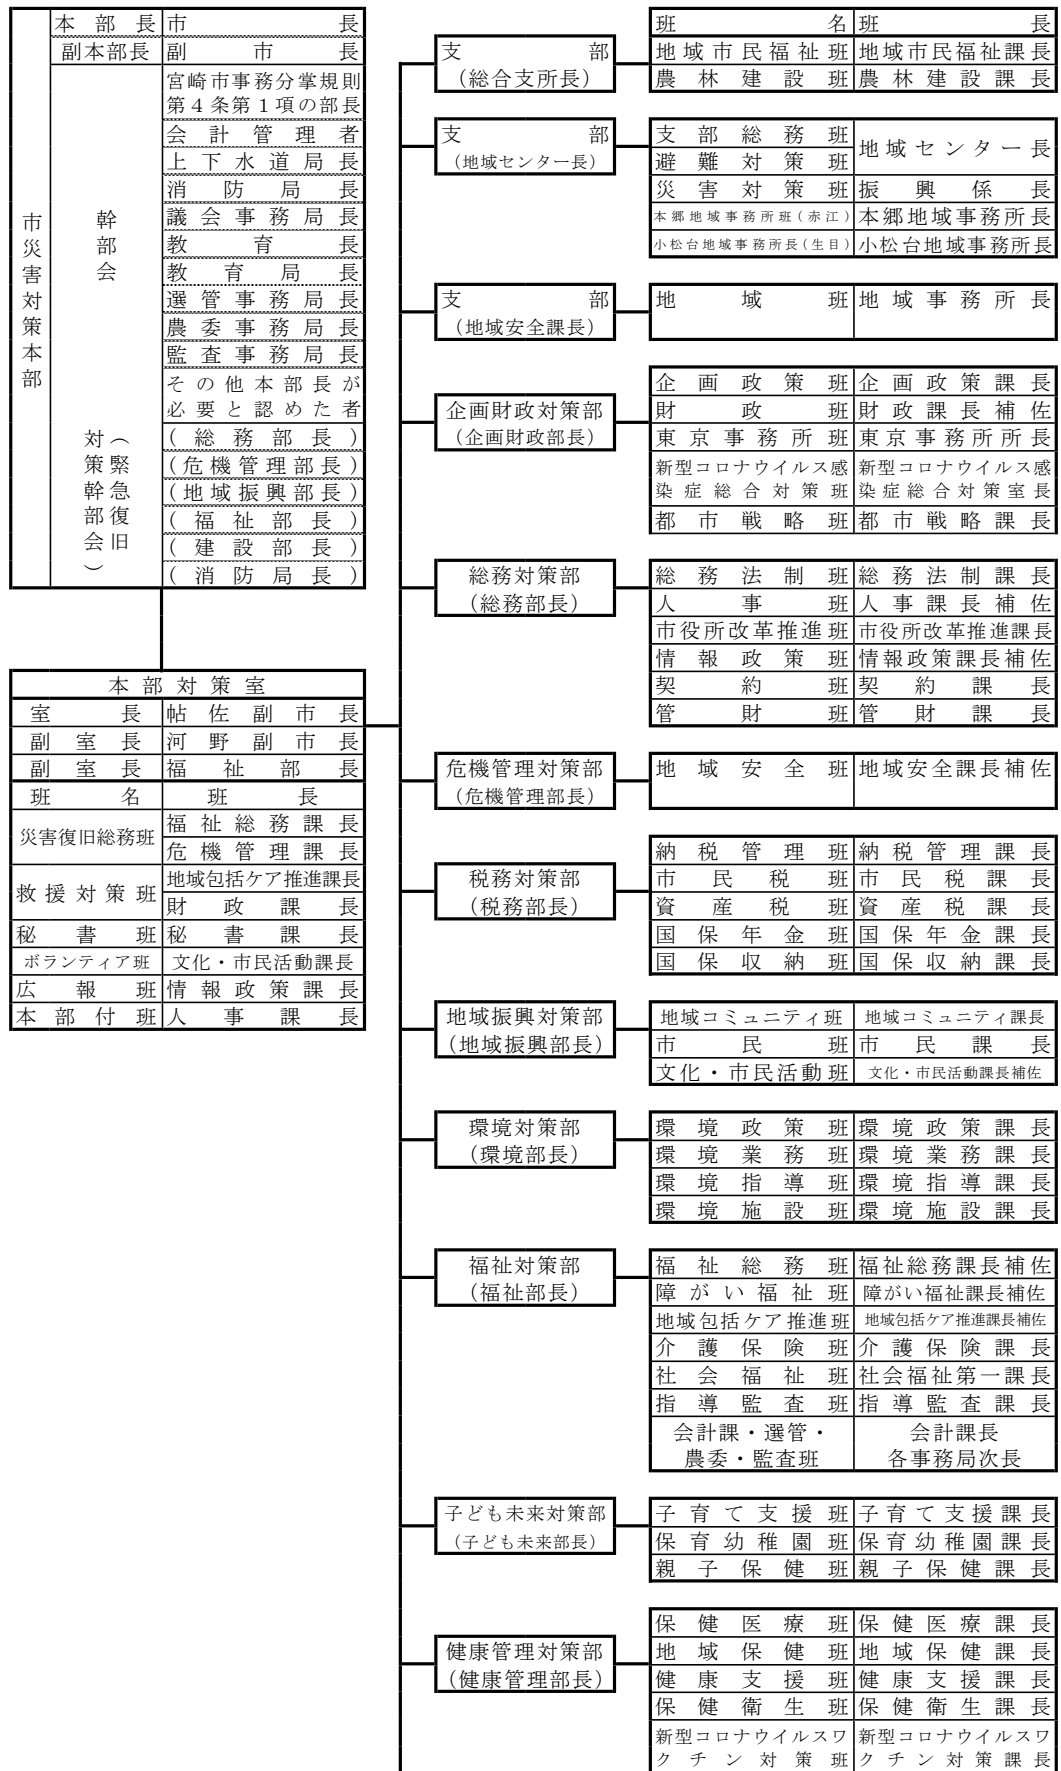 市災害対策本部
本部長 市長
副本部長 副市長
幹部会
宮崎市事務分掌規則
第4条第1項の部長
会計管理者
上下水道局長
消防局長
議会事務局長
教育長
教育局長
選管事務局長
農委事務局長
監査事務局長
その他本部長が
必要と認めた者
（緊急復旧
対策幹部会）
（総務部長）
（危機管理部長）
（地域振興部長）
（福祉部長）
（建設部長）
（消防局長）
本部対策室
室長 帖佐副市長
副室長 河野副市長
副室長 福祉部長
班名 班長
災害復旧総務班 福祉総務課長
危機管理課長
救援対策班 地域包括ケア推進課長
財政課長
秘書班 秘書課長
ボランティア班 文化・市民活動課長
広報班 情報政策課長
本部付班 人事課長
支部
（総合支所長）
班名 班長
地域市民福祉班 地域市民福祉課長
農林建設班 農林建設課長
支部
（地域センター長）
支部総務班 地域センター長
避難対策班
災害対策班 振興係長
本郷地域事務所班（赤江） 本郷地域事務所長
小松台地域事務所長（生目） 小松台地域事務所長
支部
（地域安全課長）
地域班 地域事務所長
企画財政対策部
（企画財政部長）
企画政策班 企画政策課長
財政班 財政課長補佐
東京事務所班 東京事務所所長
新型コロナウイルス感 新型コロナウイルス感
染症総合対策班 染症総合対策室長
都市戦略班 都市戦略課長
総務対策部
（総務部長）
総務法制班 総務法制課長
人事班 人事課長補佐
市役所改革推進班 市役所改革推進課長
情報政策班 情報政策課長補佐
契約班 契約課長
管財班 管財課長
危機管理対策部
（危機管理部長）
地域安全班 地域安全課長補佐
税務対策部
（税務部長）
納税管理班 納税管理課長
市民税班 市民税課長
資産税班 資産税課長
国保年金班 国保年金課長
国保収納班 国保収納課長
地域振興対策部
（地域振興部長）
地域コミュニティ班 地域コミュニティ課長
市民班 市民課長
文化・市民活動班 文化・市民活動課長補佐
環境対策部
（環境部長）
環境政策班 環境政策課長
環境業務班 環境業務課長
環境指導班 環境指導課長
環境施設班 環境施設課長
福祉対策部
（福祉部長）
福祉総務班 福祉総務課長補佐
障がい福祉班 障がい福祉課長補佐
地域包括ケア推進班 地域包括ケア推進課長補佐
介護保険班 介護保険課長
社会福祉班 社会福祉第一課長
指導監査班 指導監査課長
会計課・選管・ 会計課長
農委・監査班 各事務局次長
子ども未来対策部
（子ども未来部長）
子育て支援班 子育て支援課長
保育幼稚園班 保育幼稚園課長
親子保健班 親子保健課長
健康管理対策部
（健康管理部長）
保健医療班 保健医療課長
地域保健班 地域保健課長
健康支援班 健康支援課長
保健衛生班 保健衛生課長
新型コロナウイルスワ 新型コロナウイルスワ
クチン対策班 クチン対策課長